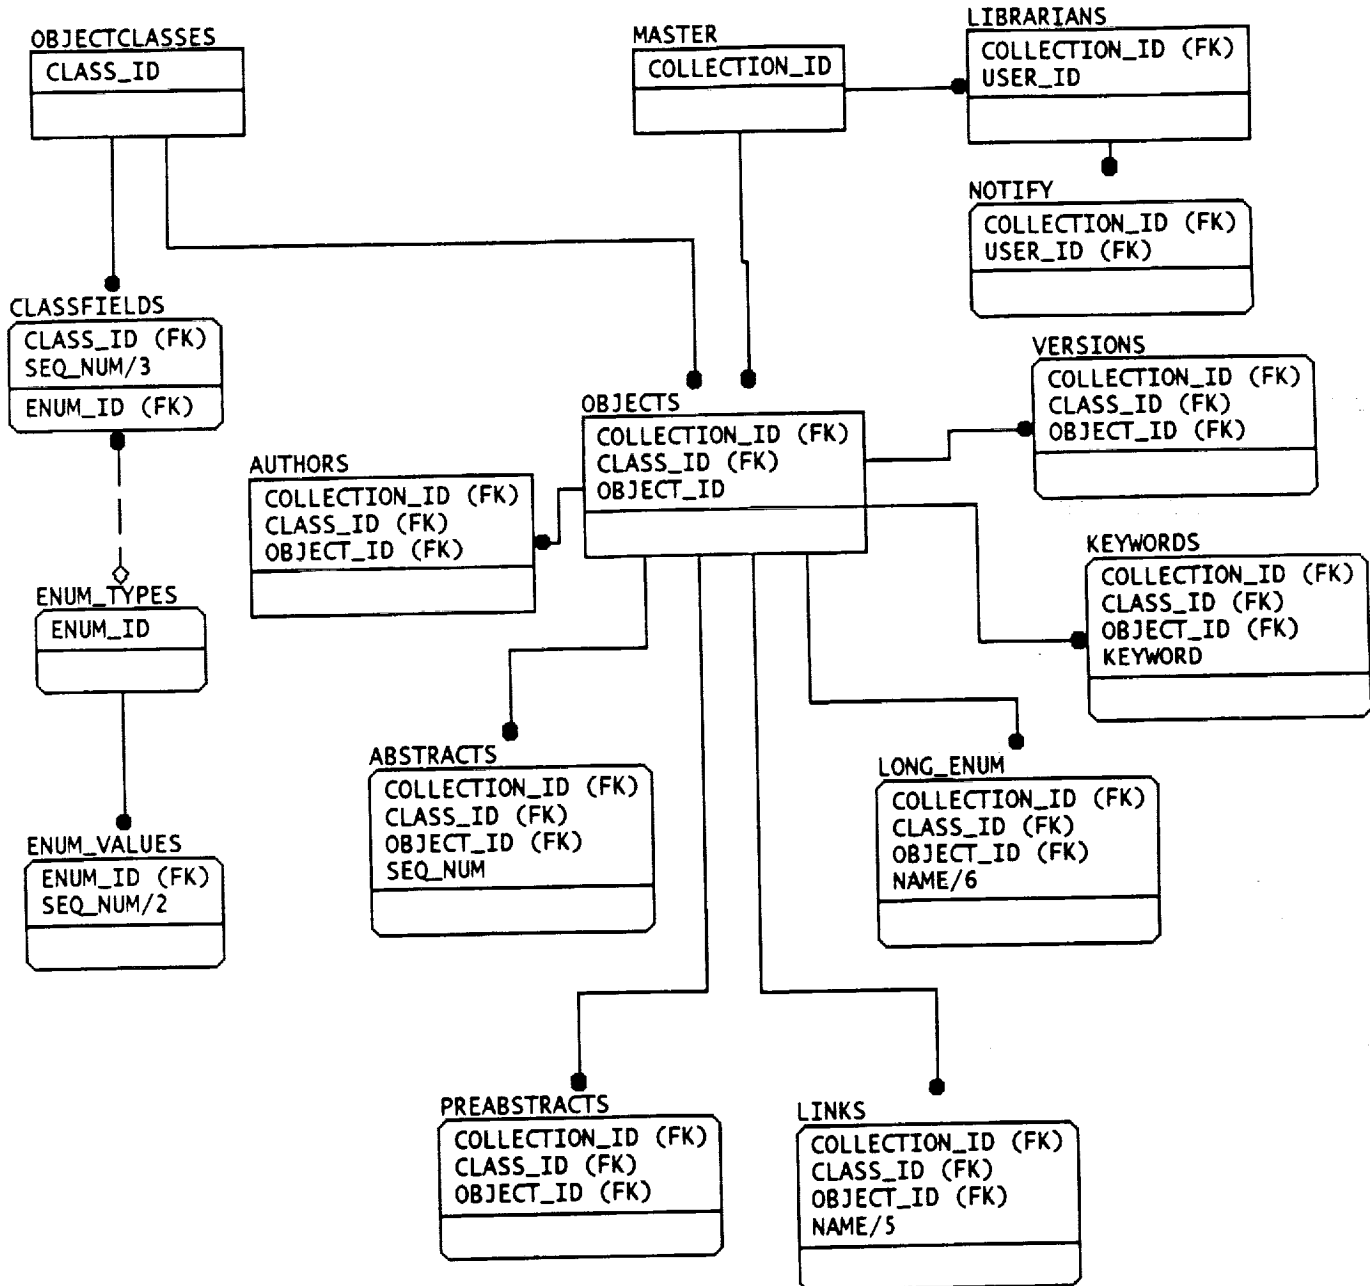 OBJECTCLASSES
CLASS_ID
MASTER
COLLECTION_ID
LIBRARIANS
COLLECTION_ID (FK)
USER_ID
NOTIFY
COLLECTION_ID (FK)
USER_ID (FK)
CLASSFIELDS
CLASS_ID (FK)
SEQ_NUM/3
ENUM_ID (FK)
VERSIONS
COLLECTION_ID (FK)
CLASS_ID (FK)
OBJECT_ID (FK)
OBJECTS
COLLECTION_ID (FK)
CLASS_ID (FK)
OBJECT_ID
AUTHORS
COLLECTION_ID (FK)
CLASS_ID (FK)
OBJECT_ID (FK)
KEYWORDS
COLLECTION_ID (FK)
CLASS_ID (FK)
OBJECT_ID (FK)
KEYWORD
ENUM_TYPES
ENUM_ID
ABSTRACTS
COLLECTION_ID (FK)
CLASS_ID (FK)
OBJECT_ID (FK)
SEQ_NUM
LONG_ENUM
COLLECTION_ID (FK)
CLASS_ID (FK)
OBJECT_ID (FK)
NAME/6
ENUM_VALUES
ENUM_ID (FK)
SEQ_NUM/2
PREABSTRACTS
COLLECTION_ID (FK)
CLASS_ID (FK)
OBJECT_ID (FK)
LINKS
COLLECTION_ID (FK)
CLASS_ID (FK)
OBJECT_ID (FK)
NAME/5